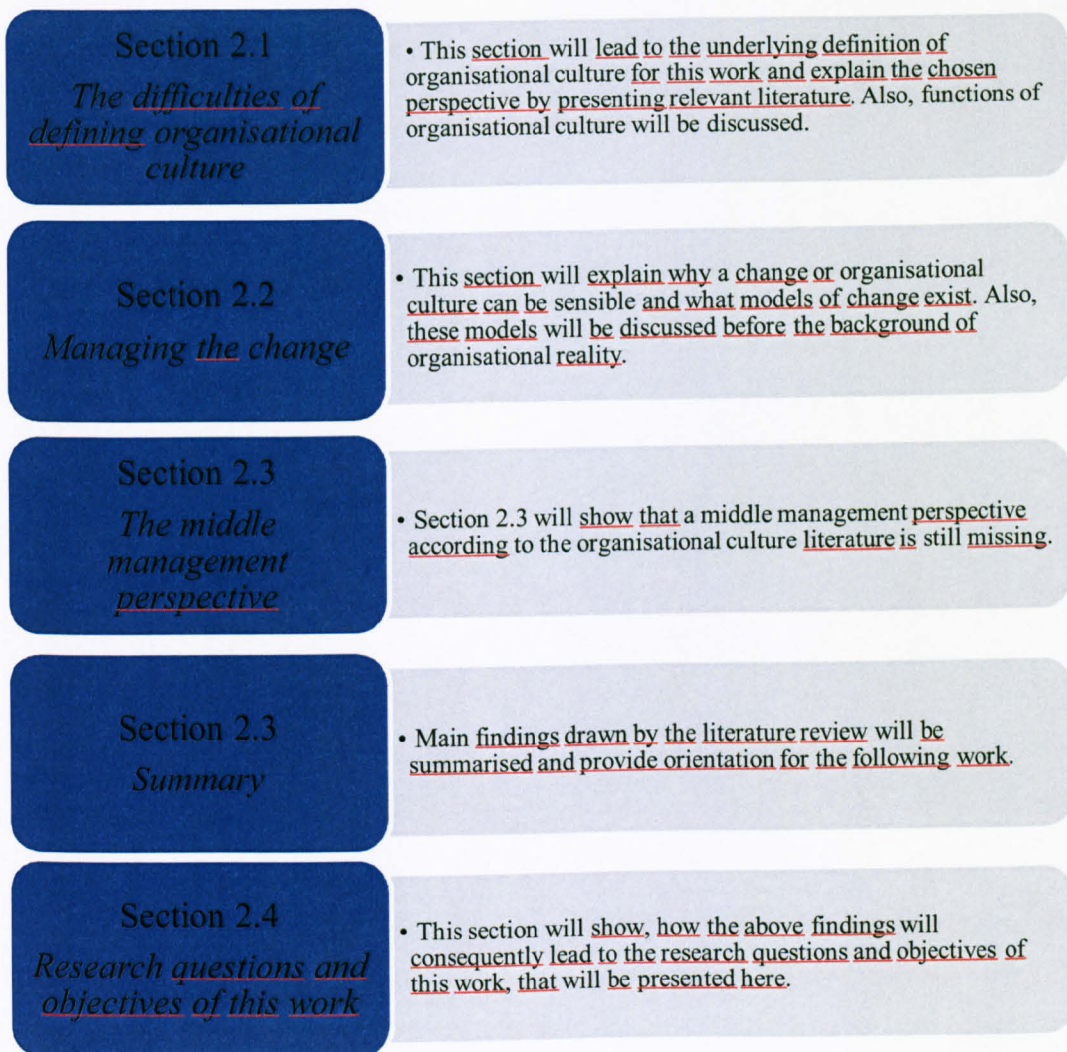 Section 2.1
The difficulties of
defining organisational
culture
• This section will lead to the underlying definition of
organisational culture for this work and explain the chosen
perspective by presenting relevant literature. Also, functions of
organisational culture will be discussed.
Section 2.2
Managing the change
• This section will explain why a change or organisational
culture can be sensible and what models of change exist. Also,
these models will be discussed before the background of
organisational reality.
Section 2.3
The middle
management
perspective
• Section 2.3 will show that a middle management perspective
according to the organisational culture literature is still missing.
Section 2.3
Summary
• Main findings drawn by the literature review will be
summarised and provide orientation for the following work.
Section 2.4
Research questions and
objectives of this work
• This section will show, how the above findings will
consequently lead to the research questions and objectives of
this work, that will be presented here.